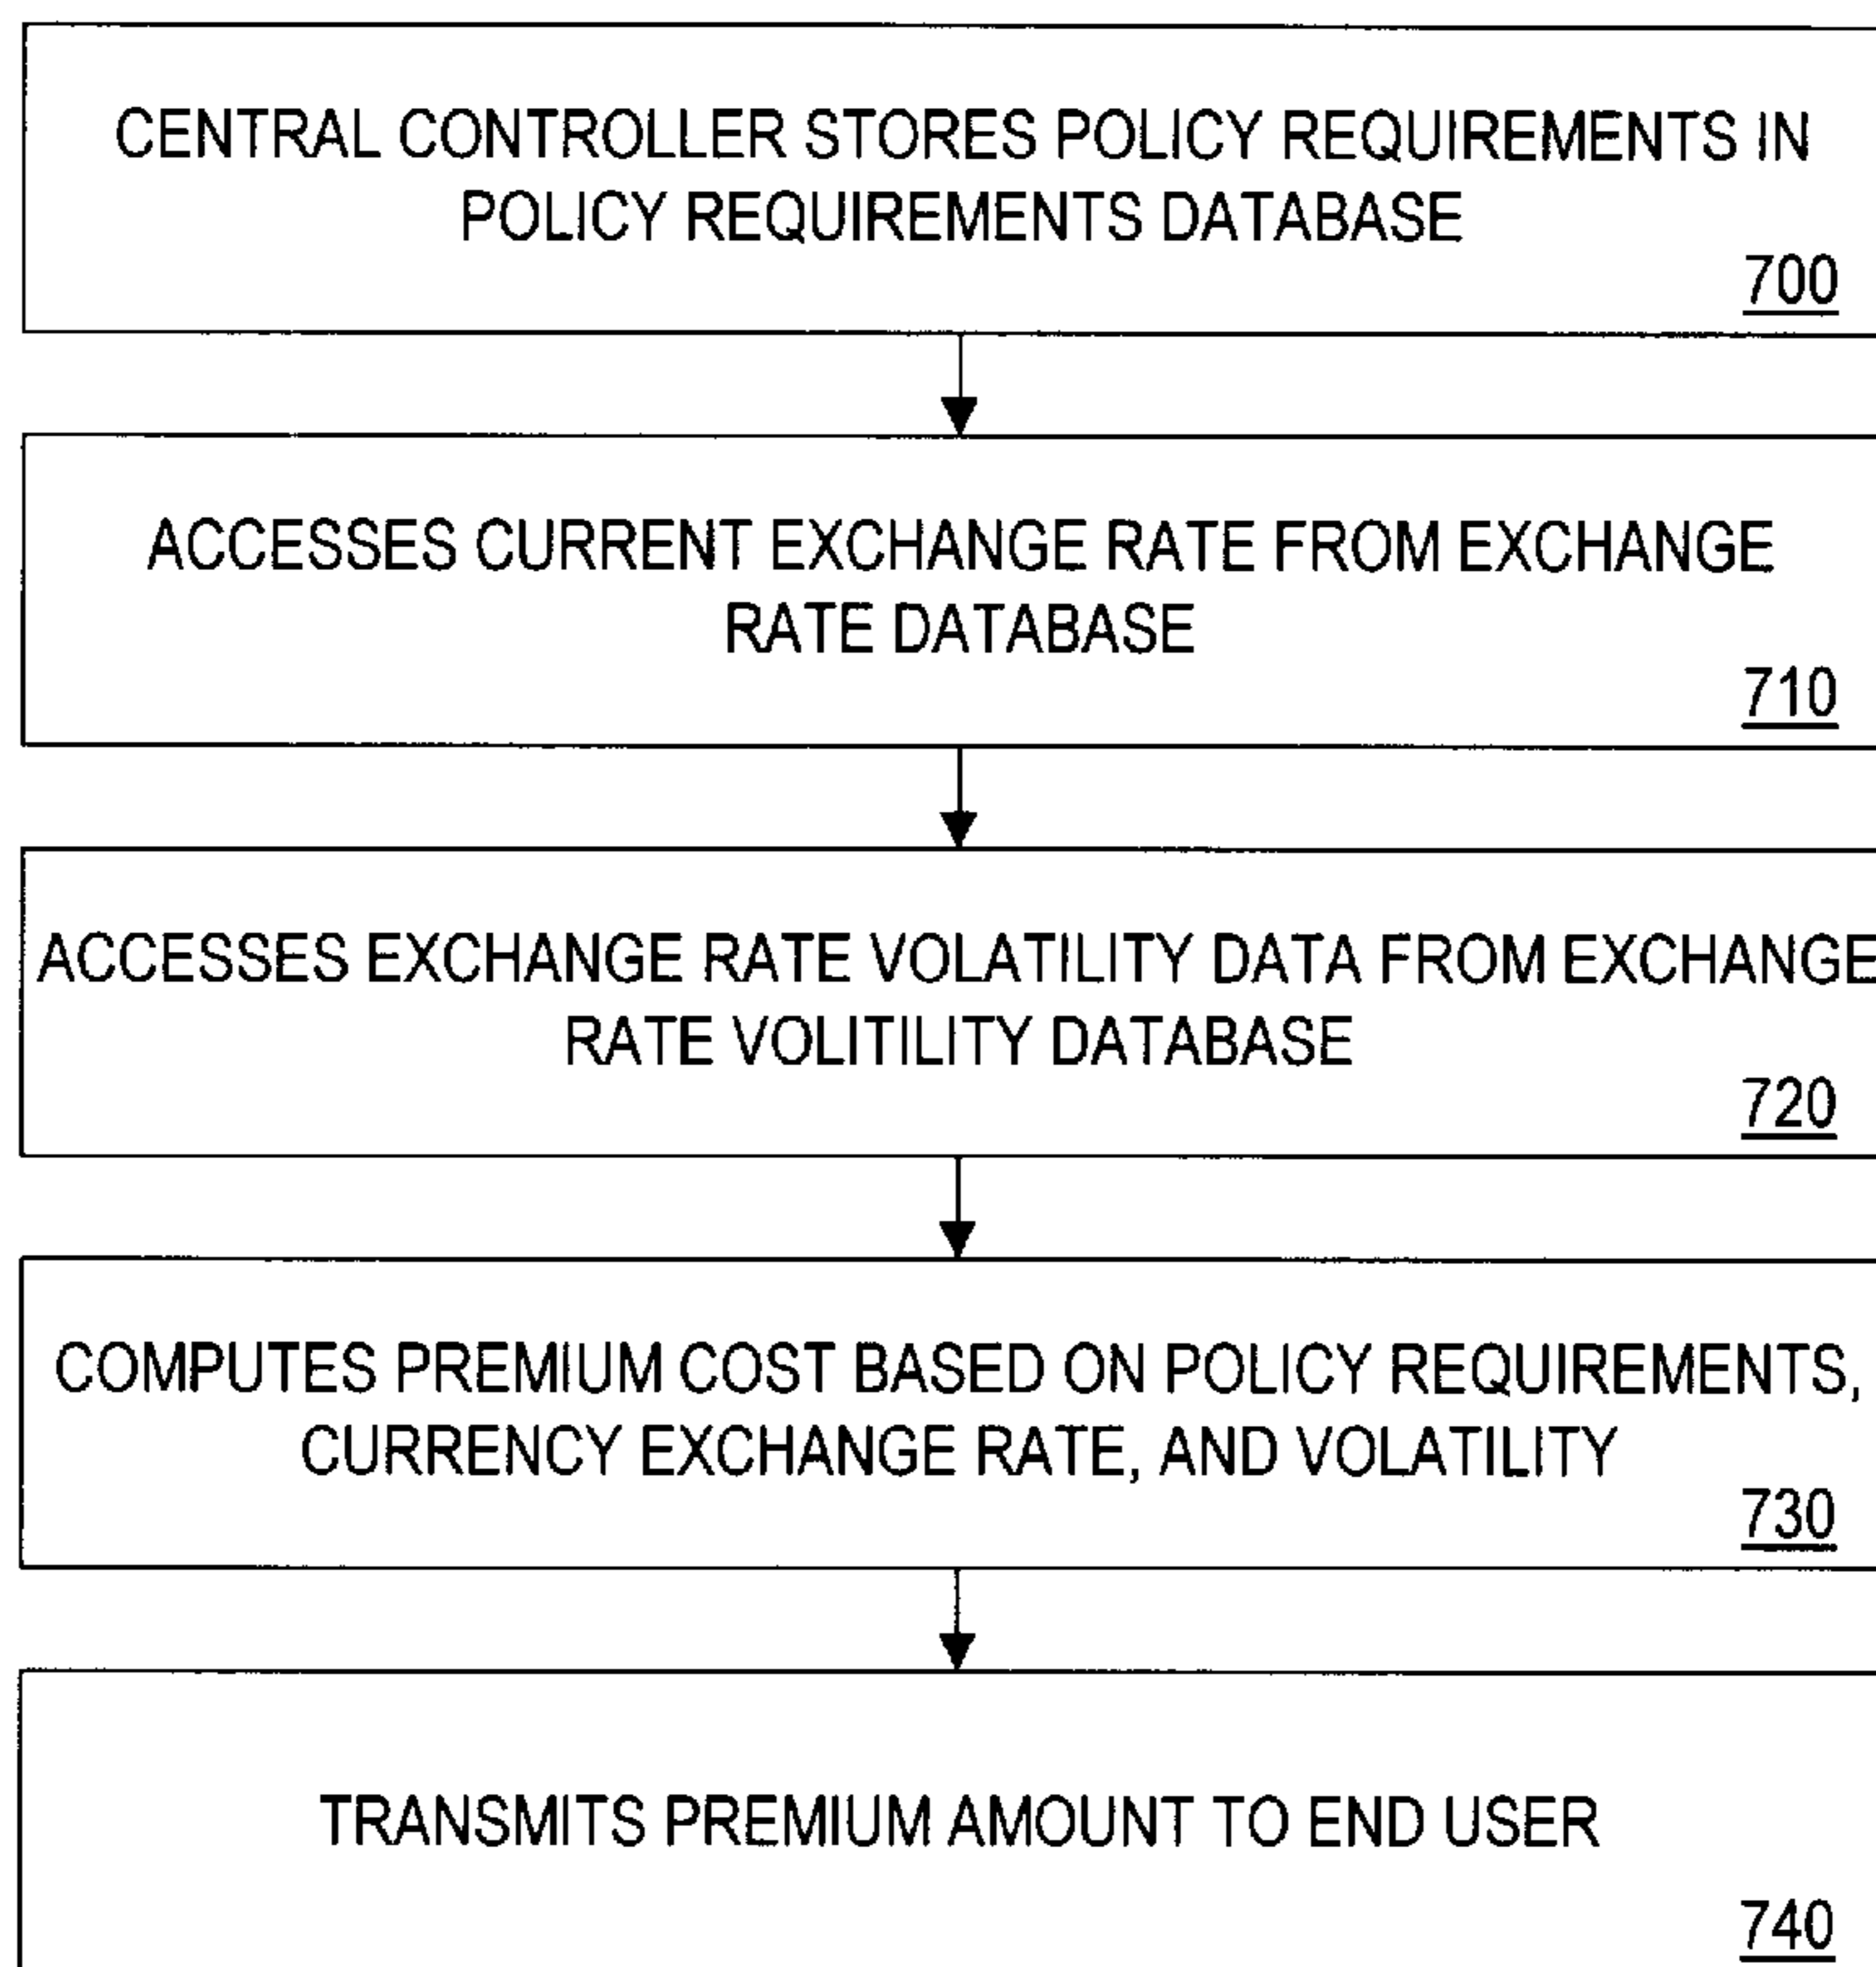 CENTRAL CONTROLLER STORES POLICY REQUIREMENTS IN
POLICY REQUIREMENTS DATABASE
700
ACCESSES CURRENT EXCHANGE RATE FROM EXCHANGE
RATE DATABASE
710
ACCESSES EXCHANGE RATE VOLATILITY DATA FROM EXCHANGE
RATE VOLITILITY DATABASE
720
COMPUTES PREMIUM COST BASED ON POLICY REQUIREMENTS,
CURRENCY EXCHANGE RATE, AND VOLATILITY
730
TRANSMITS PREMIUM AMOUNT TO END USER
740